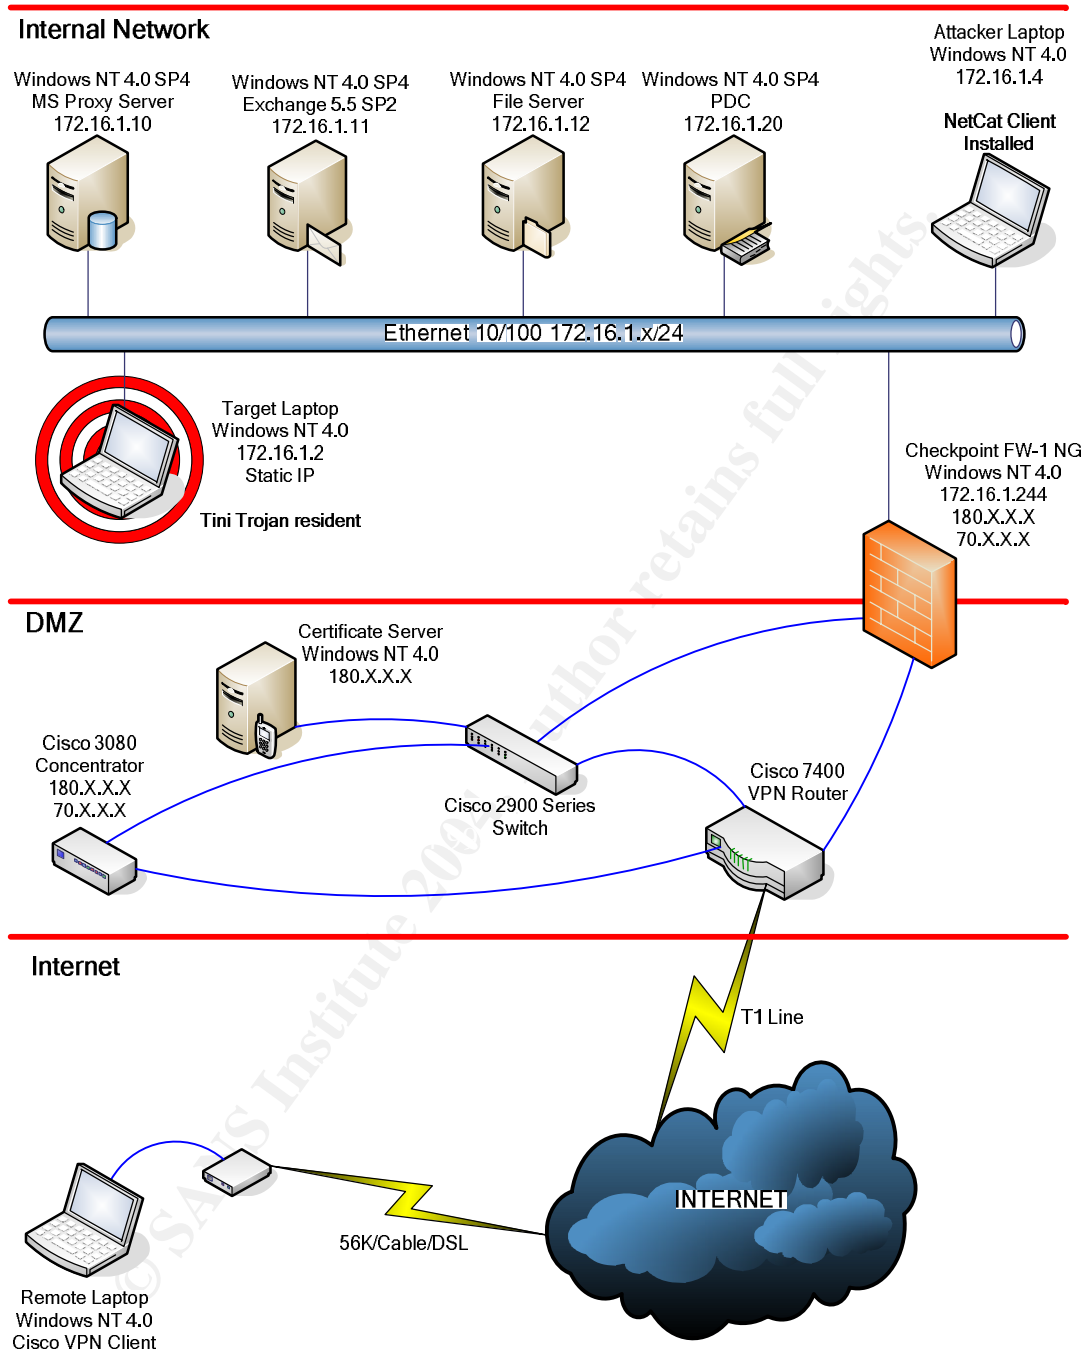 Internal Network
Attacker Laptop
Windows NT 4.0
172.16.1.4
NetCat Client
Installed
Windows NT 4.0 SP4
MS Proxy Server
172.16.1.10
Windows NT 4.0 SP4
Exchange 5.5 SP2
172.16.1.11
Windows NT 4.0 SP4
File Server
172.16.1.12
Windows NT 4.0 SP4
PDC
172.16.1.20
Ethernet 10/100 172.16.1.x/24
Target Laptop
Windows NT 4.0
172.16.1.2
Static IP
Tini Trojan resident
Checkpoint FW-1 NG
Windows NT 4.0
172.16.1.244
180.X.X.X
70.X.X.X
DMZ
Certificate Server
Windows NT 4.0
180.X.X.X
Cisco 3080
Concentrator
180.X.X.X
70.X.X.X
Cisco 2900 Series
Switch
Cisco 7400
VPN Router
Internet
T1 Line
INTERNET
56K/Cable/DSL
Remote Laptop
Windows NT 4.0
Cisco VPN Client
© SANS Institute 2004, Author retains full rights.